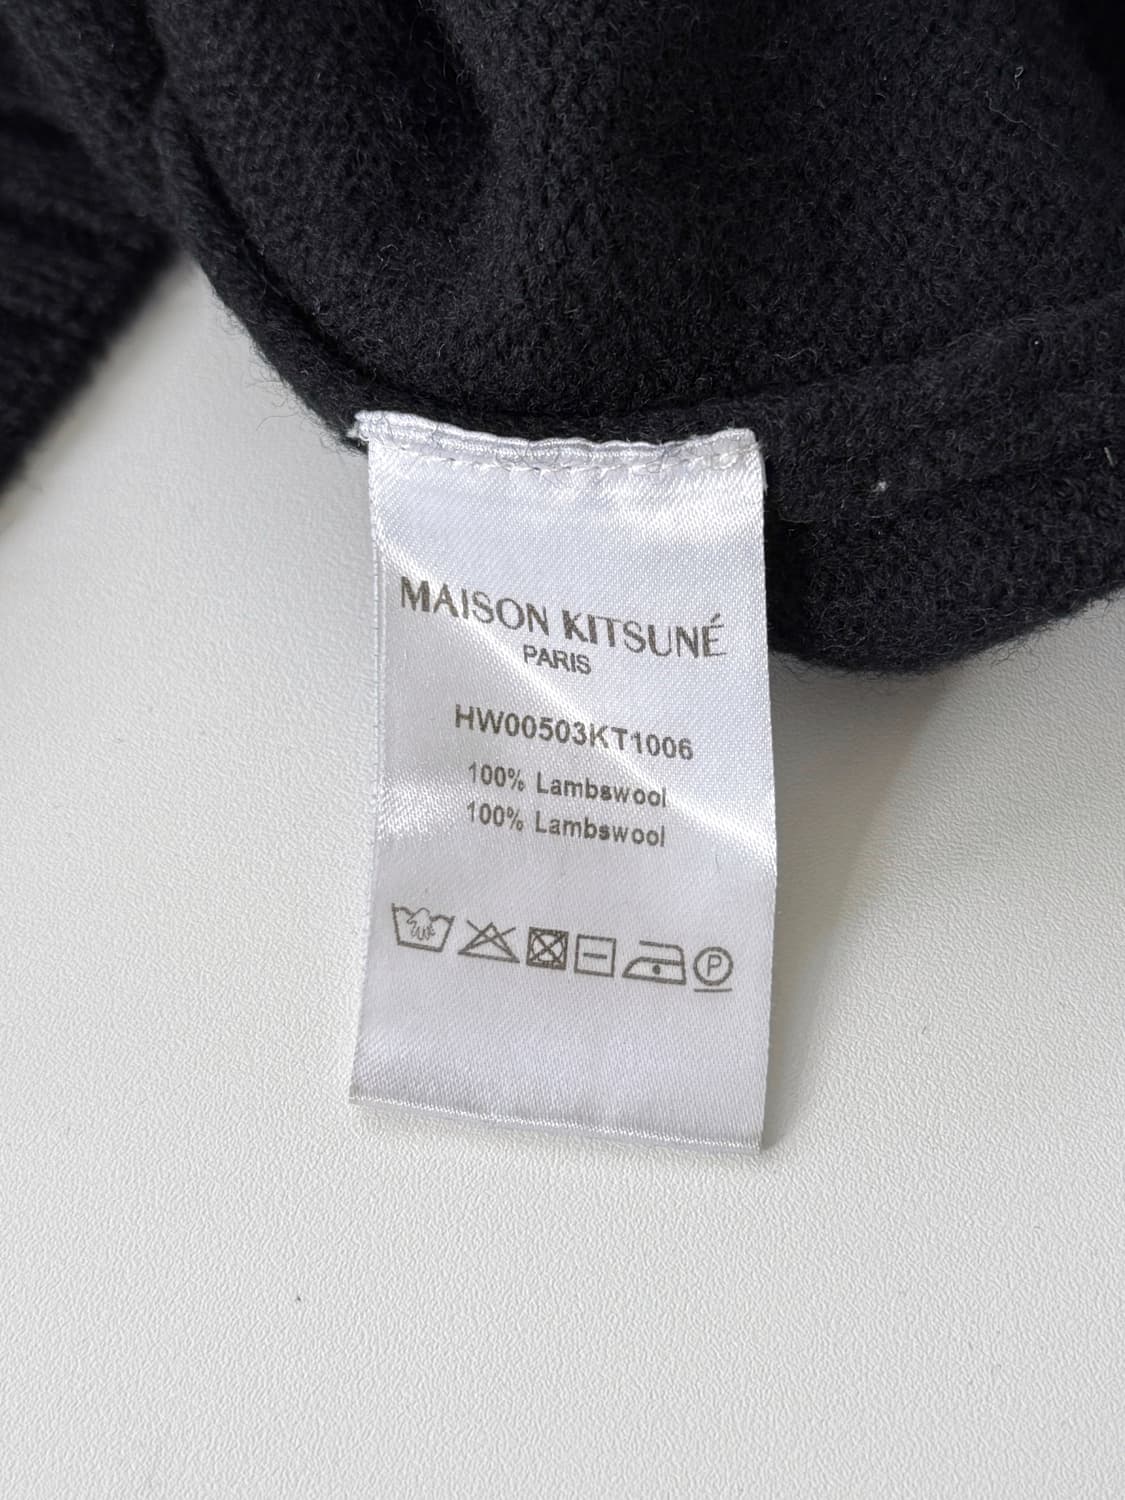 MAISON KITSUNÉ
PARIS
HW00503KT1006
100% Lambswool
100% Lambswool
P